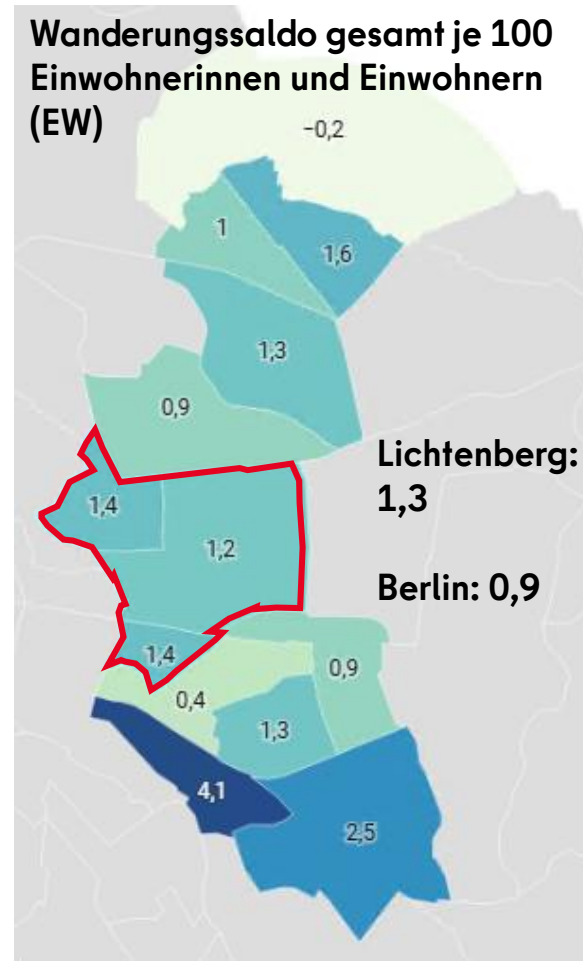 Wanderungssaldo gesamt je 100
Einwohnerinnen und Einwohnern
(EW)
−0,2
1
1,6
1,3
0,9
Lichtenberg:
1,3
1,4
1,2
Berlin: 0,9
1,4
0,9
0,4
1,3
4,1
2,5